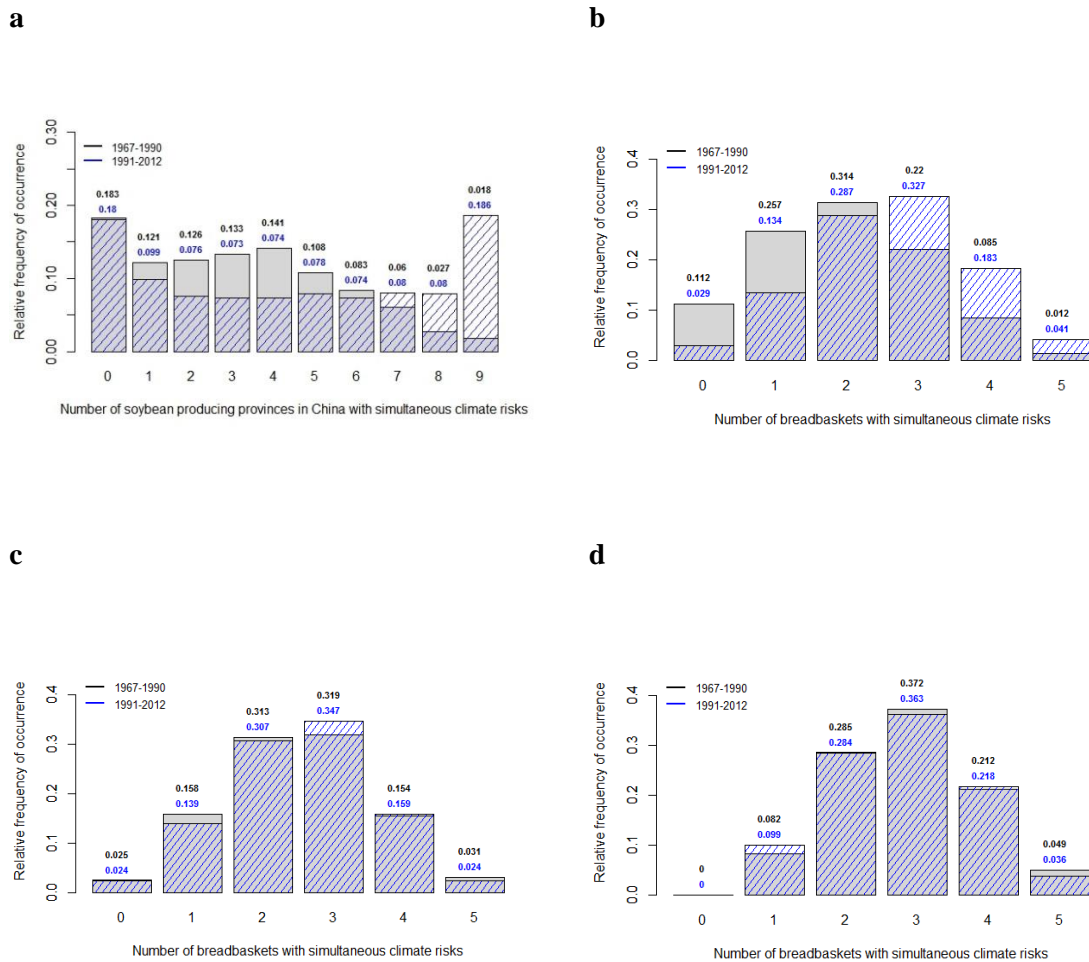 a
0.00 0.10 0.20 0.30
Relative frequency of occurrence
1967-1990
1991-2012
0.183 0.121 0.126 0.133 0.141 0.108 0.083 0.06 0.027 0.018
0.18 0.099 0.076 0.073 0.074 0.078 0.074 0.08 0.08 0.186
0 1 2 3 4 5 6 7 8 9
Number of soybean producing provinces in China with simultaneous climate risks
b
0.0 0.1 0.2 0.3 0.4
Relative frequency of occurrence
1967-1990
1991-2012
0.112 0.257 0.314 0.22 0.085 0.012
0.029 0.134 0.287 0.327 0.183 0.041
0 1 2 3 4 5
Number of breadbaskets with simultaneous climate risks
c
0.0 0.1 0.2 0.3 0.4
Relative frequency of occurrence
1967-1990
1991-2012
0.025 0.158 0.313 0.319 0.154 0.031
0.024 0.139 0.307 0.347 0.159 0.024
0 1 2 3 4 5
Number of breadbaskets with simultaneous climate risks
d
0.0 0.1 0.2 0.3 0.4
Relative frequency of occurrence
1967-1990
1991-2012
0 0.082 0.285 0.372 0.212 0.049
0 0.099 0.284 0.363 0.218 0.036
0 1 2 3 4 5
Number of breadbaskets with simultaneous climate risks